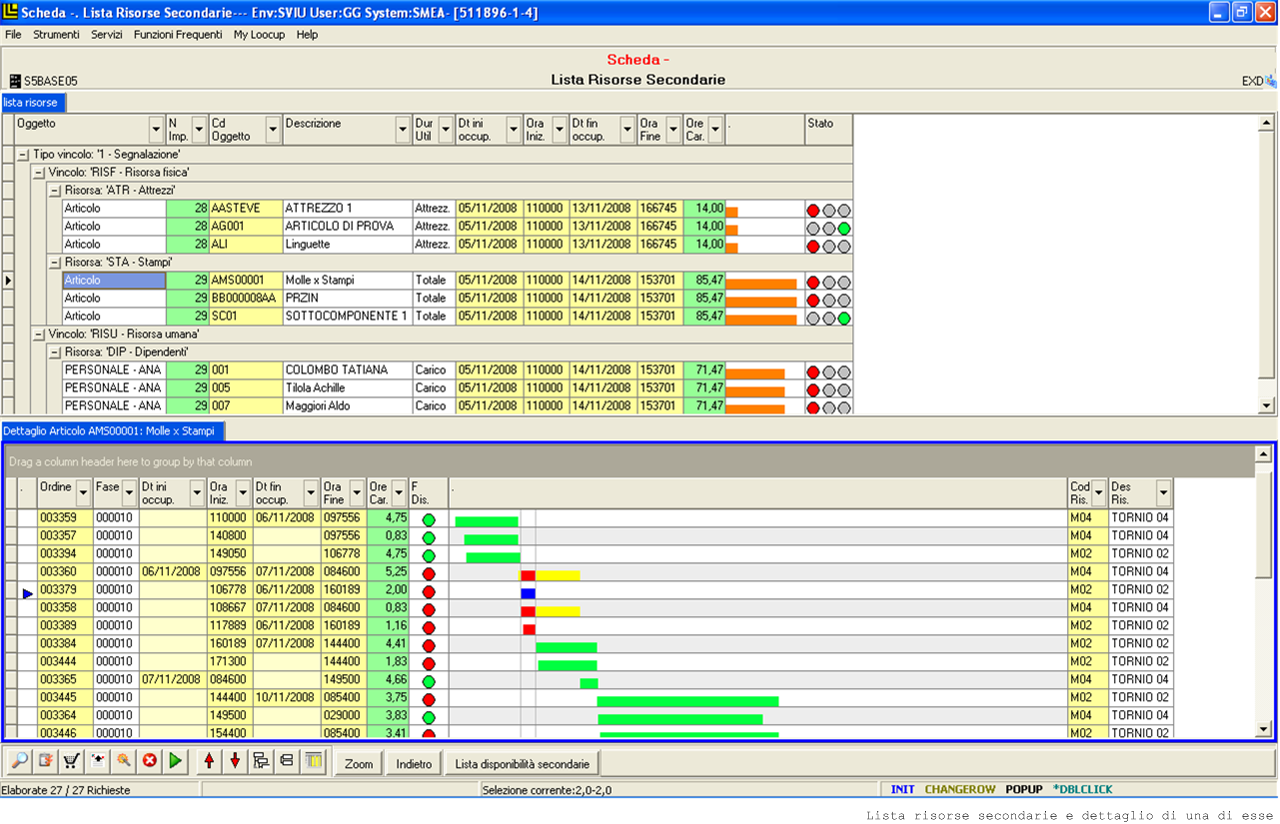 Scheda -. Lista Risorse Secondarie--- Env:SVIU User:GG System:SMEA- [511896-1-4]
File Strumenti Servizi Funzioni Frequenti My Loocup Help
Scheda -
S5BASE05 Lista Risorse Secondarie EXD
lista risorse
Oggetto N Imp. Cd Oggetto Descrizione Dur Util Dt ini occup. Ora Iniz. Dt fin occup. Ora Fine Ore Car. . Stato
Tipo vincolo: '1 - Segnalazione'
Vincolo: 'RISF - Risorsa fisica'
Risorsa: 'ATR - Attrezzi'
Articolo 28 AASTEVE ATTREZZO 1 Attrezz. 05/11/2008 110000 13/11/2008 166745 14,00
Articolo 28 AG001 ARTICOLO DI PROVA Attrezz. 05/11/2008 110000 13/11/2008 166745 14,00
Articolo 28 ALI Linguette Attrezz. 05/11/2008 110000 13/11/2008 166745 14,00
Risorsa: 'STA - Stampi'
Articolo 29 AMS00001 Molle x Stampi Totale 05/11/2008 110000 14/11/2008 153701 85,47
Articolo 29 BB000008AA PRZIN Totale 05/11/2008 110000 14/11/2008 153701 85,47
Articolo 29 SC01 SOTTOCOMPONENTE 1 Totale 05/11/2008 110000 14/11/2008 153701 85,47
Vincolo: 'RISU - Risorsa umana'
Risorsa: 'DIP - Dipendenti'
PERSONALE - ANA 29 001 COLOMBO TATIANA Carico 05/11/2008 110000 14/11/2008 153701 71,47
PERSONALE - ANA 29 005 Tilola Achille Carico 05/11/2008 110000 14/11/2008 153701 71,47
PERSONALE - ANA 29 007 Maggiori Aldo Carico 05/11/2008 110000 14/11/2008 153701 71,47
Dettaglio Articolo AMS00001: Molle x Stampi
Drag a column header here to group by that column
. Ordine Fase Dt ini occup. Ora Iniz. Dt fin occup. Ora Fine Ore Car. F Dis. . Cod Ris. Des Ris.
003359 000010 110000 06/11/2008 097556 4,75 M04 TORNIO 04
003357 000010 140800 097556 0,83 M04 TORNIO 04
003394 000010 149050 106778 4,75 M02 TORNIO 02
003360 000010 06/11/2008 097556 07/11/2008 084600 5,25 M04 TORNIO 04
003379 000010 106778 06/11/2008 160189 2,00 M02 TORNIO 02
003358 000010 108667 07/11/2008 084600 0,83 M04 TORNIO 04
003389 000010 117889 06/11/2008 160189 1,16 M02 TORNIO 02
003384 000010 160189 07/11/2008 144400 4,41 M02 TORNIO 02
003444 000010 171300 144400 1,83 M02 TORNIO 02
003365 000010 07/11/2008 084600 149500 4,66 M04 TORNIO 04
003445 000010 144400 10/11/2008 085400 3,75 M02 TORNIO 02
003364 000010 149500 029000 3,83 M04 TORNIO 04
003446 000010 154400 085400 3,41 M02 TORNIO 02
Zoom Indietro Lista disponibilità secondarie
Elaborate 27 / 27 Richieste Selezione corrente:2,0-2,0 INIT CHANGEROW POPUP *DBLCLICK
Lista risorse secondarie e dettaglio di una di esse